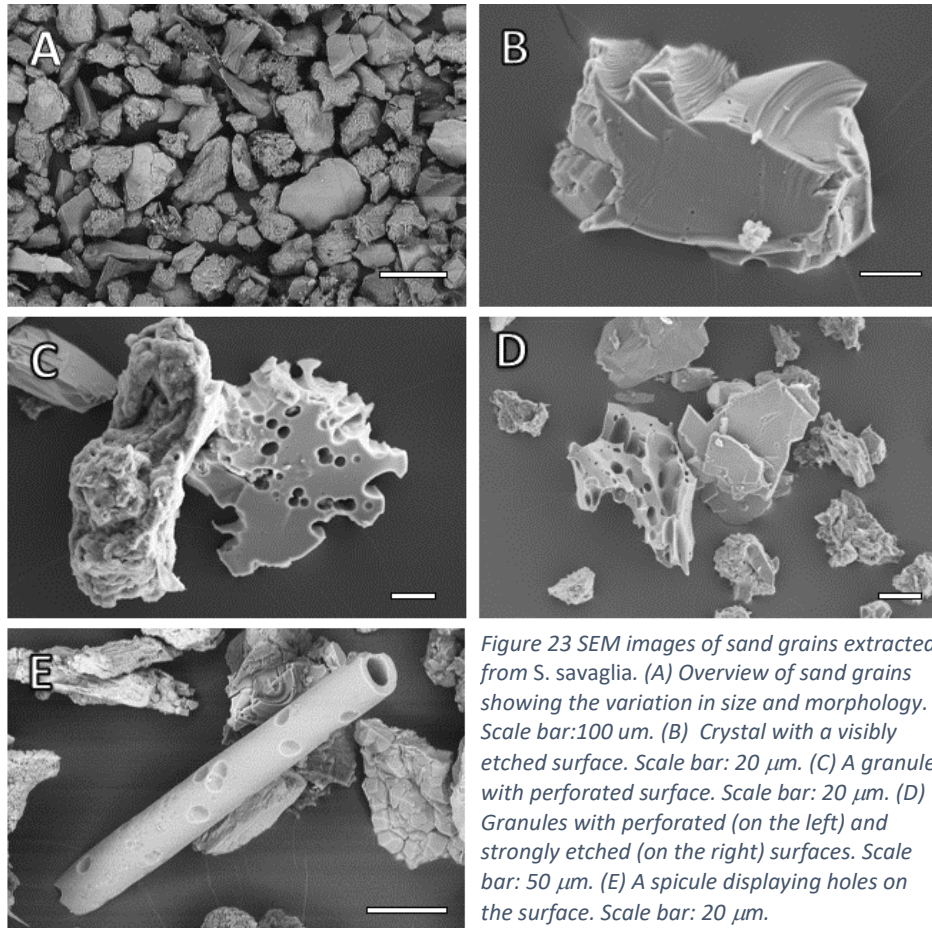 A
B
C
D
E
Figure 23 SEM images of sand grains extracted
from S. savaglia. (A) Overview of sand grains
showing the variation in size and morphology.
Scale bar:100 um. (B) Crystal with a visibly
etched surface. Scale bar: 20 μm. (C) A granule
with perforated surface. Scale bar: 20 μm. (D)
Granules with perforated (on the left) and
strongly etched (on the right) surfaces. Scale
bar: 50 μm. (E) A spicule displaying holes on
the surface. Scale bar: 20 μm.